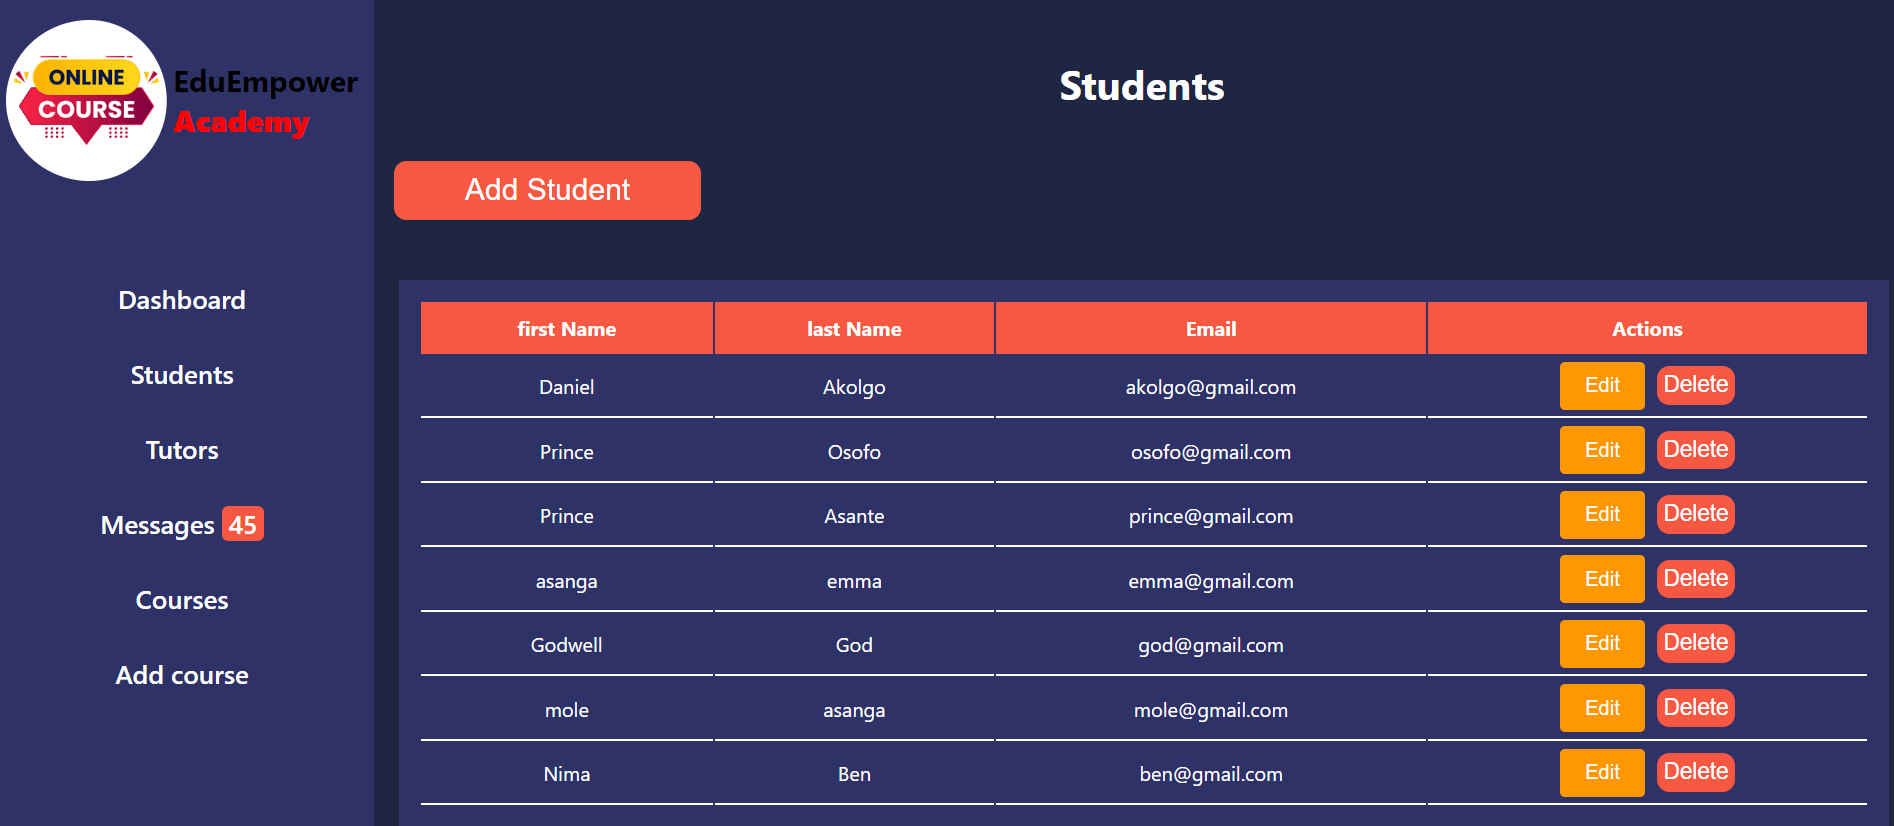 ONLINE
COURSE
EduEmpower
Academy
Dashboard
Students
Tutors
Messages 45
Courses
Add course
Students
Add Student
first Name last Name Email Actions
Daniel Akolgo akolgo@gmail.com Edit Delete
Prince Osofo osofo@gmail.com Edit Delete
Prince Asante prince@gmail.com Edit Delete
asanga emma emma@gmail.com Edit Delete
Godwell God god@gmail.com Edit Delete
mole asanga mole@gmail.com Edit Delete
Nima Ben ben@gmail.com Edit Delete